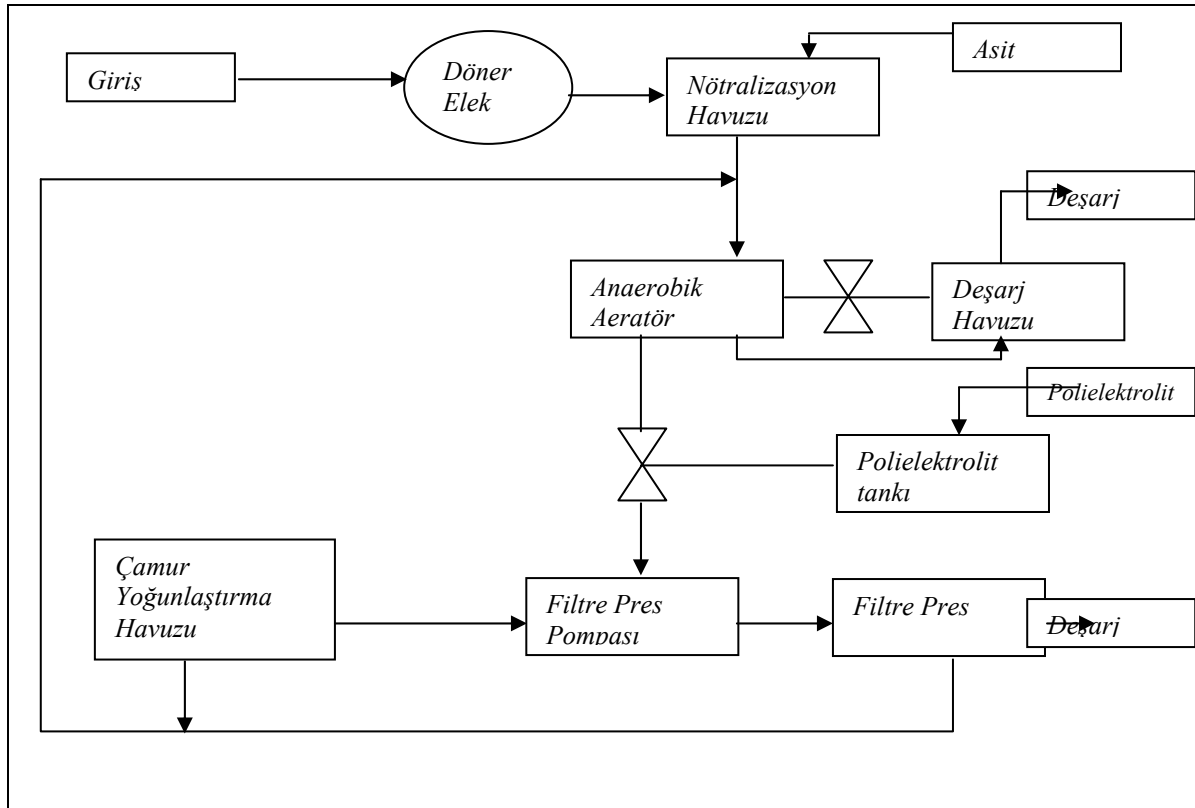 Giriş
Döner
Elek
Nötralizasyon
Havuzu
Asit
Deşarj
Anaerobik
Aeratör
Deşarj
Havuzu
Polielektrolit
Polielektrolit
tankı
Çamur
Yoğunlaştırma
Havuzu
Filtre Pres
Pompası
Filtre Pres
Deşarj